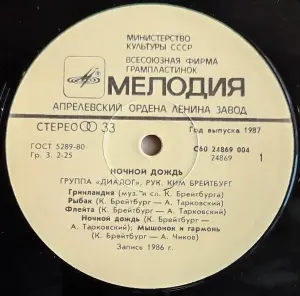 МИНИСТЕРСТВО
КУЛЬТУРЫ СССР
ВСЕСОЮЗНАЯ ФИРМА
ГРАМПЛАСТИНОК
МЕЛОДИЯ
АПРЕЛЕВСКИЙ ОРДЕНА ЛЕНИНА ЗАВОД
СТЕРЕО 33
Год выпуска 1987
ГОСТ 5289-80
С60 24869 004
Гр. 3. 2-25
24869
1
НОЧНОЙ ДОЖДЬ
ГРУППА «ДИАЛОГ», РУК. КИМ БРЕЙТБУРГ
Гренландия (муз. и сл. К. Брейтбурга)
Рыбак (К. Брейтбург — А. Тарковский)
Флейта (К. Брейтбург — А. Тарковский)
Ночной дождь (К. Брейтбург —
А. Тарковский); Мышонок и гармонь
(К. Брейтбург — А. Чиков)
Запись 1986 г.